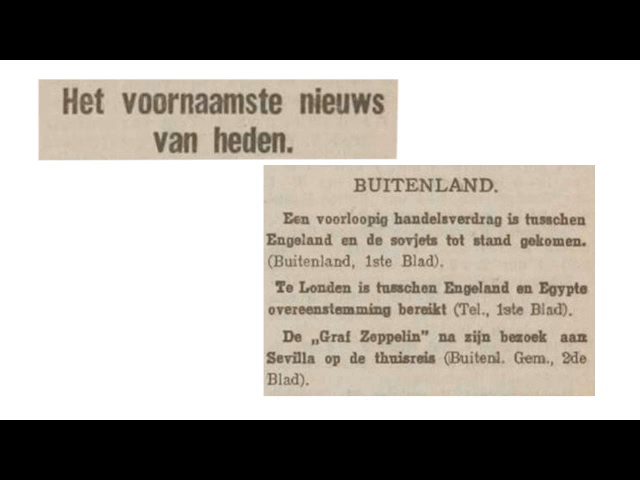 Het voornaamste nieuws
van heden.
BUITENLAND.
Een voorloopig handelsverdrag is tusschen
Engeland en de sovjets tot stand gekomen.
(Buitenland, 1ste Blad).
Te Londen is tusschen Engeland en Egypte
overeenstemming bereikt (Tel., 1ste Blad).
De „Graf Zeppelin” na zijn bezoek aan
Sevilla op de thuisreis (Buitenl. Gem., 2de
Blad).